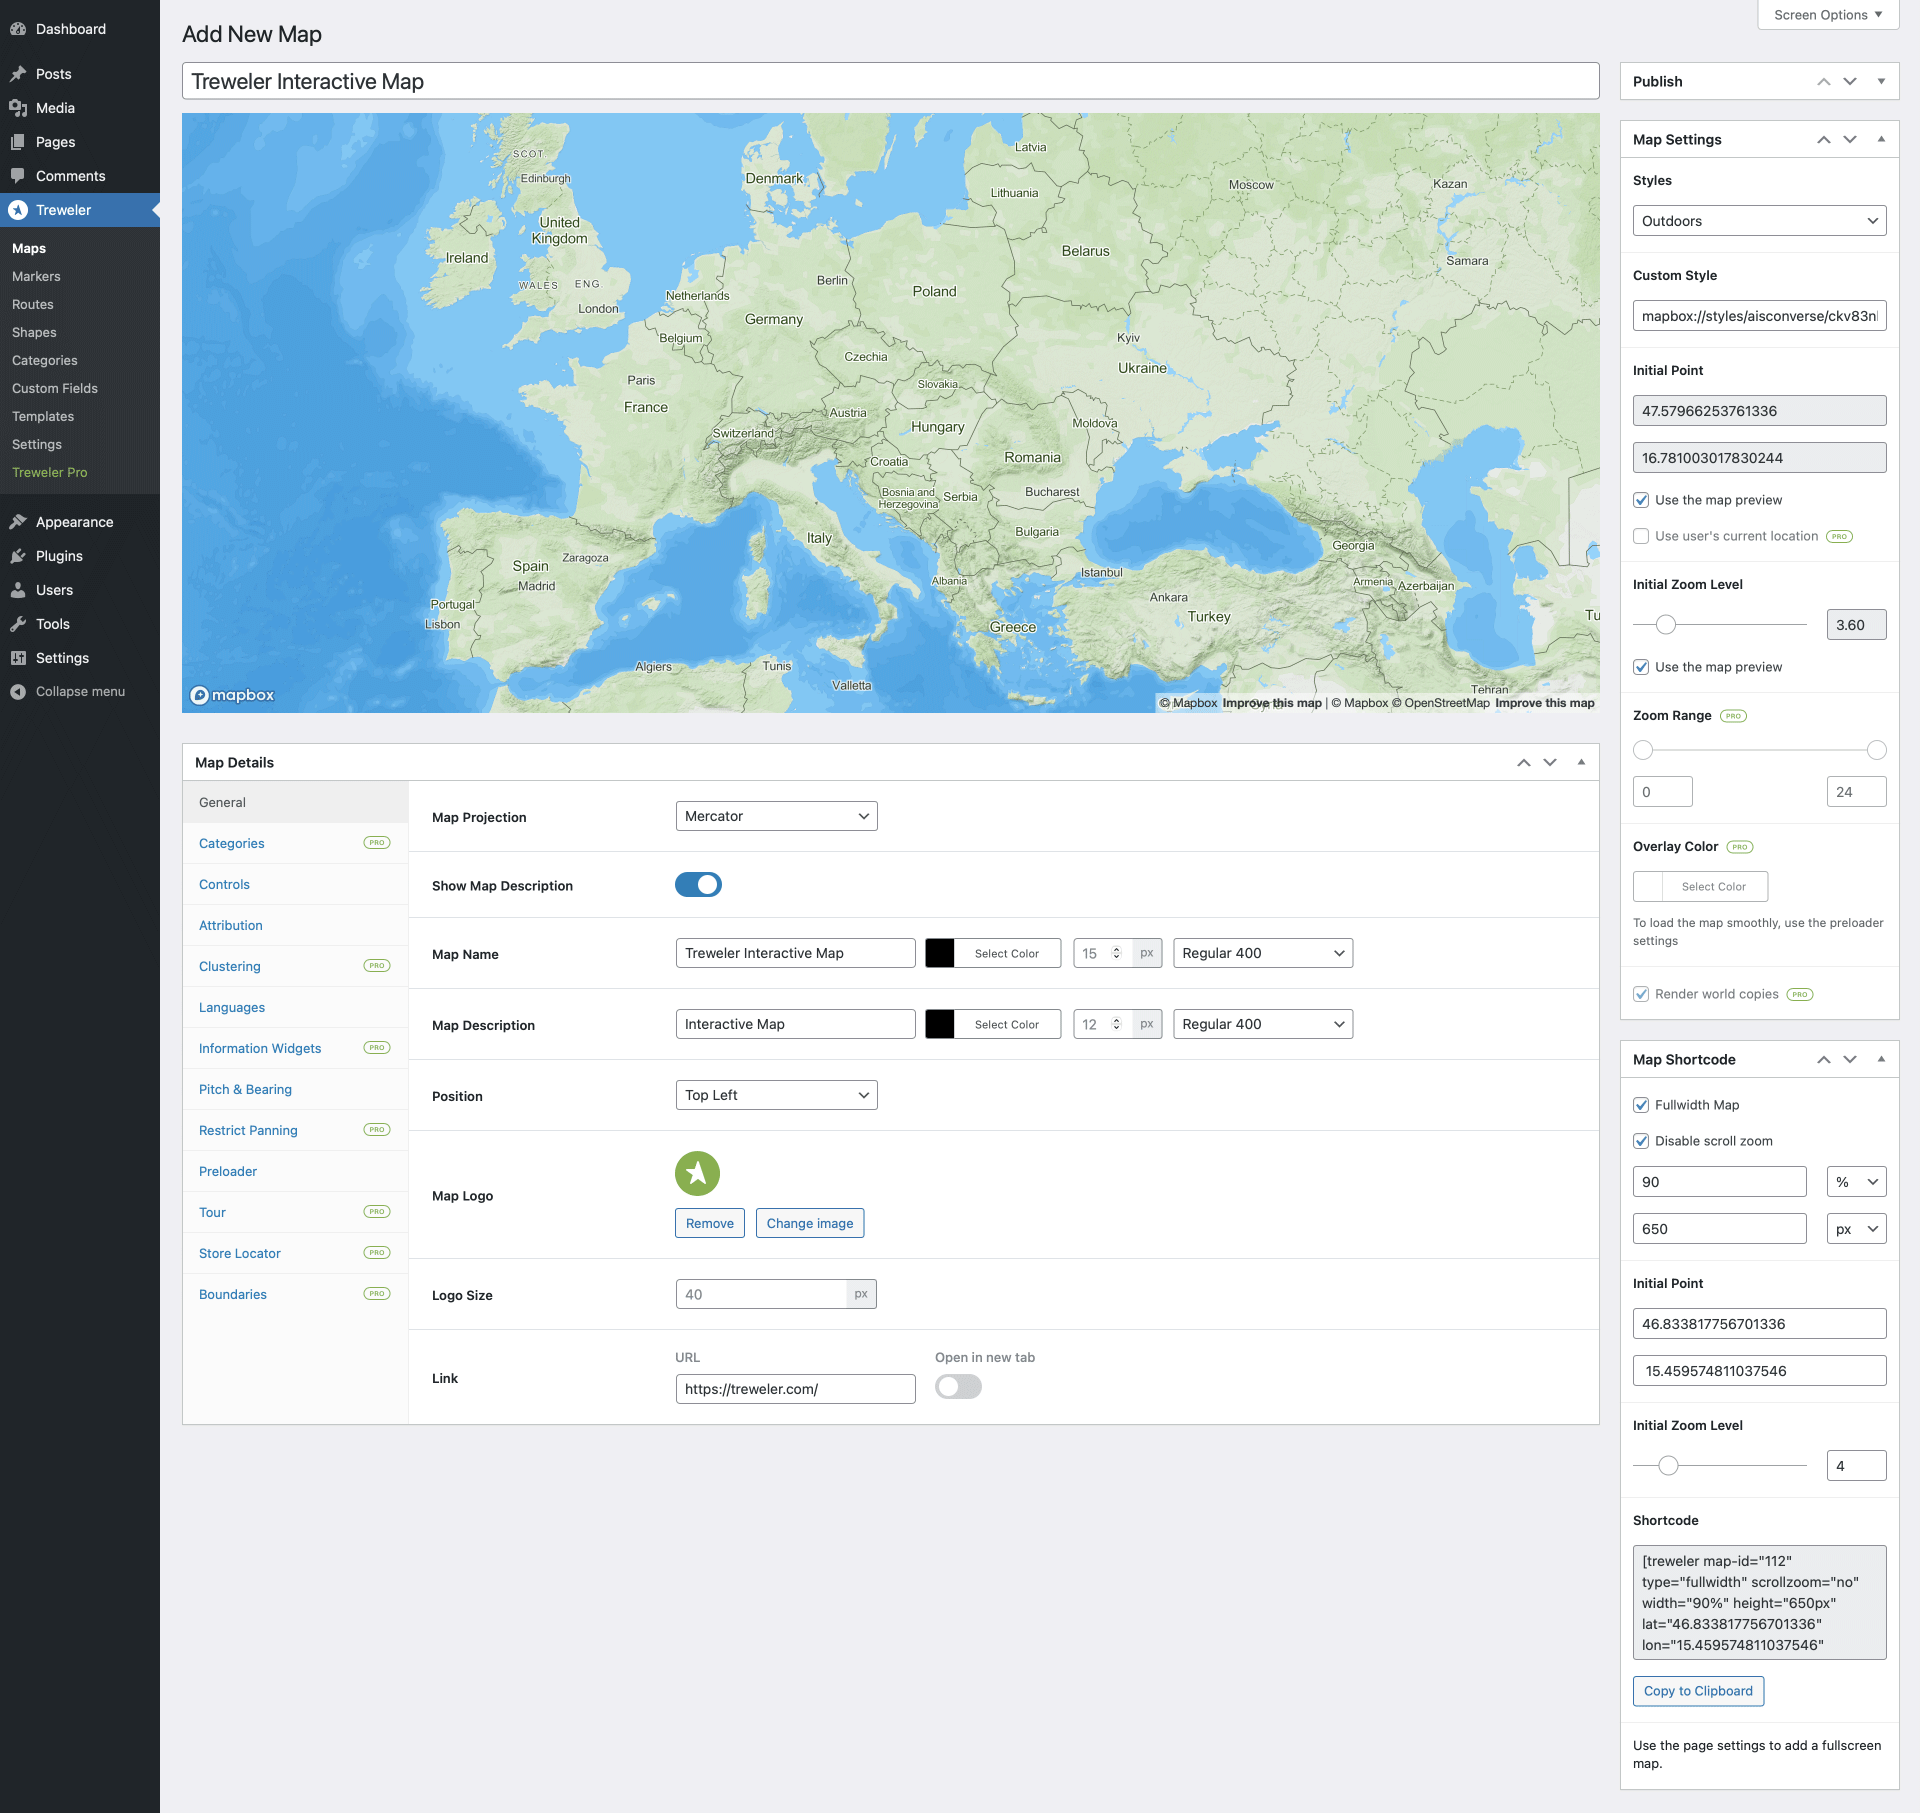 Dashboard
Posts
Media
Pages
Comments
Treweler
Maps
Markers
Routes
Shapes
Categories
Custom Fields
Templates
Settings
Treweler Pro
Appearance
Plugins
Users
Tools
Settings
Collapse menu
Screen Options
Add New Map
Treweler Interactive Map
SCOT.
Edinburgh
United
Kingdom
Ireland
WALES
ENG.
London
Denmark
Latvia
Lithuania
Moscow
Kazan
Samara
Belarus
Berlin
Poland
Netherlands
Germany
Belgium
Czechia
Kyiv
Ukraine
Paris
France
Slovakia
Austria
Hungary
Moldova
Switzerland
Croatia
Romania
Bosnia and
Herzegovina
Serbia
Bucharest
Bulgaria
Italy
Georgia
Spain
Zaragoza
Madrid
Albania
Istanbul
Armenia
Azerbaijan
Ankara
Turkey
Portugal
Lisbon
Greece
Tu
Algiers
Tunis
Valletta
Tehran
mapbox
© Mapbox Improve this map | © Mapbox © OpenStreetMap Improve this map
Map Details
General
Categories PRO
Controls
Attribution
Clustering PRO
Languages
Information Widgets PRO
Pitch & Bearing
Restrict Panning PRO
Preloader
Tour PRO
Store Locator PRO
Boundaries PRO
Map Projection Mercator
Show Map Description
Map Name Treweler Interactive Map Select Color 15 px Regular 400
Map Description Interactive Map Select Color 12 px Regular 400
Position Top Left
Map Logo
Remove Change image
Logo Size 40 px
URL Open in new tab
Link
https://treweler.com/
Publish
Map Settings
Styles
Outdoors
Custom Style
mapbox://styles/aisconverse/ckv83n
Initial Point
47.57966253761336
16.781003017830244
Use the map preview
Use user's current location PRO
Initial Zoom Level
3.60
Use the map preview
Zoom Range PRO
0 24
Overlay Color PRO
Select Color
To load the map smoothly, use the preloader
settings
Render world copies PRO
Map Shortcode
Fullwidth Map
Disable scroll zoom
90 %
650 px
Initial Point
46.833817756701336
15.459574811037546
Initial Zoom Level
4
Shortcode
[treweler map-id="112"
type="fullwidth" scrollzoom="no"
width="90%" height="650px"
lat="46.833817756701336"
lon="15.459574811037546"
Copy to Clipboard
Use the page settings to add a fullscreen
map.